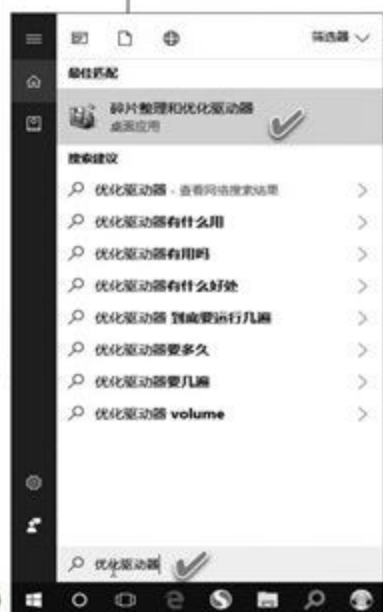 筛选器
最佳匹配
碎片整理和优化驱动器
桌面应用
搜索建议
优化驱动器 - 查看网络搜索结果
优化驱动器有什么用
优化驱动器有用吗
优化驱动器有什么好处
优化驱动器 到底要运行几遍
优化驱动器要多久
优化驱动器要几遍
优化驱动器 volume
优化驱动器